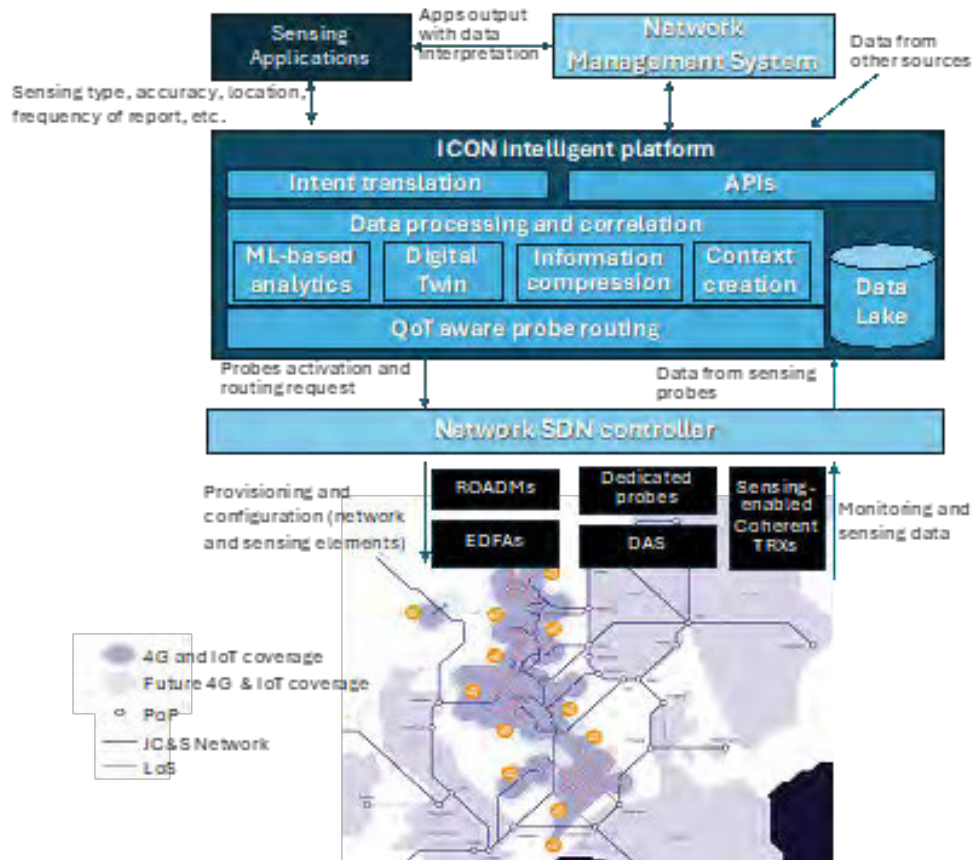 Sensing
Applications
Apps output
with data
interpretation
Network
Management System
Data from
other sources
Sensing type, accuracy, location,
frequency of report, etc.
ICON intelligent platform
Intent translation
APIs
Data processing and correlation
ML-based
analytics
Digital
Twin
Information
compression
Context
creation
Data
Lake
QoT aware probe routing
Probes activation and
routing request
Data from sensing
probes
Network SDN controller
Provisioning and
configuration (network
and sensing elements)
ROADMs
EDFAs
Dedicated
probes
DAS
Sensing-
enabled
Coherent
TRXs
Monitoring and
sensing data
4G and IoT coverage
Future 4G & IoT coverage
PoP
JC&S Network
LoS